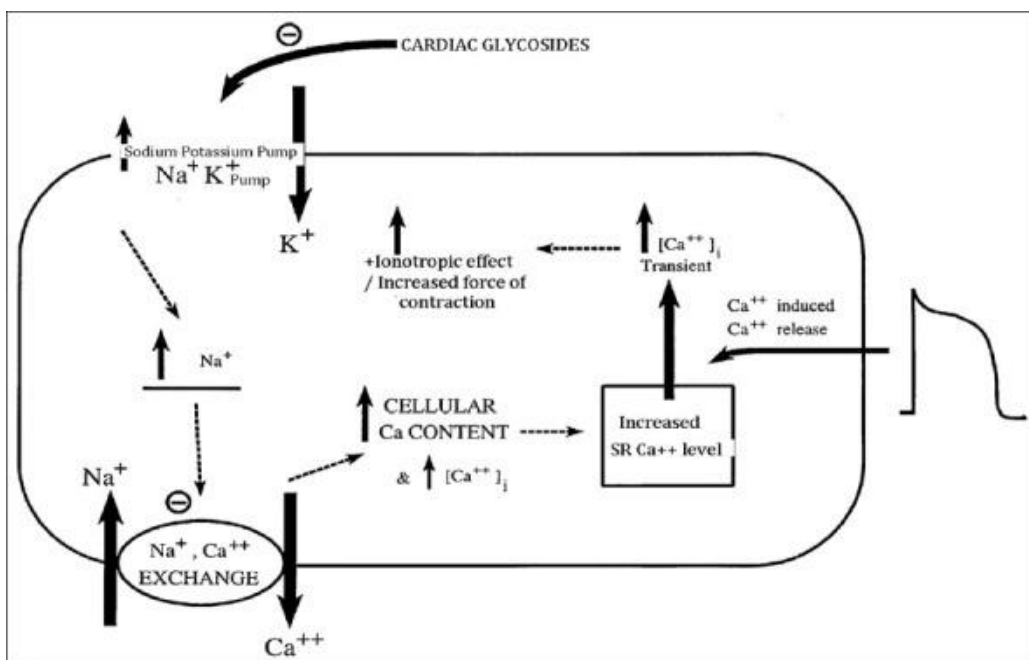 CARDIAC GLYCOSIDES
Sodium Potassium Pump
Na+ K+ Pump
K+
[Ca++]i
Transient
+Ionotropic effect
/ Increased force of
contraction
Ca++ induced
Ca++ release
Na+
CELLULAR
Ca CONTENT
& [Ca++]i
Increased
SR Ca++ level
Na+
Na+ , Ca++
EXCHANGE
Ca++